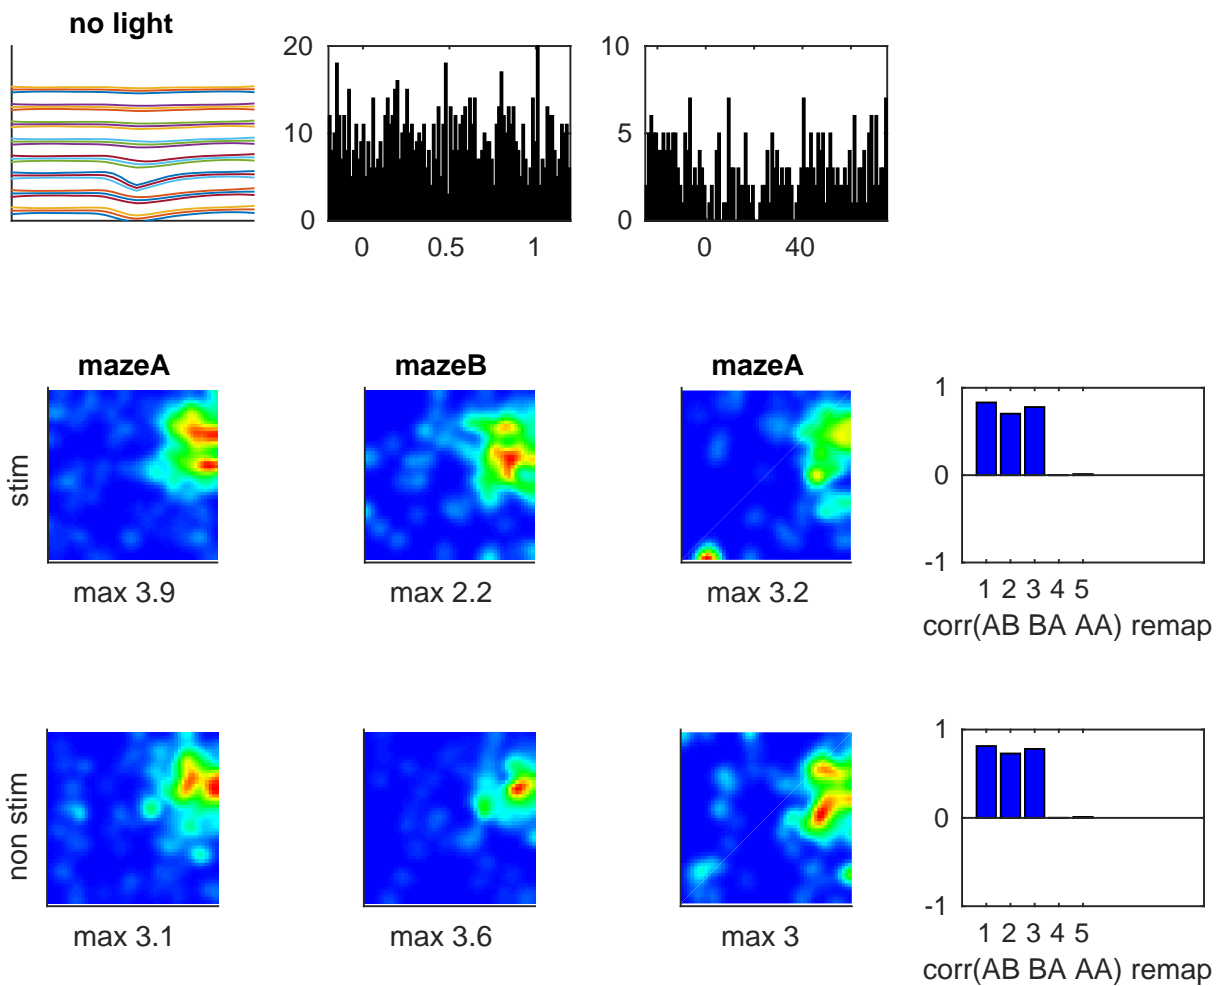 no light
20
10
0
0 0.5 1
10
5
0
0 40
mazeA mazeB mazeA
stim
max 3.9 max 2.2 max 3.2
1
0
-1
1 2 3 4 5
corr(AB BA AA) remap
non stim
max 3.1 max 3.6 max 3
1
0
-1
1 2 3 4 5
corr(AB BA AA) remap